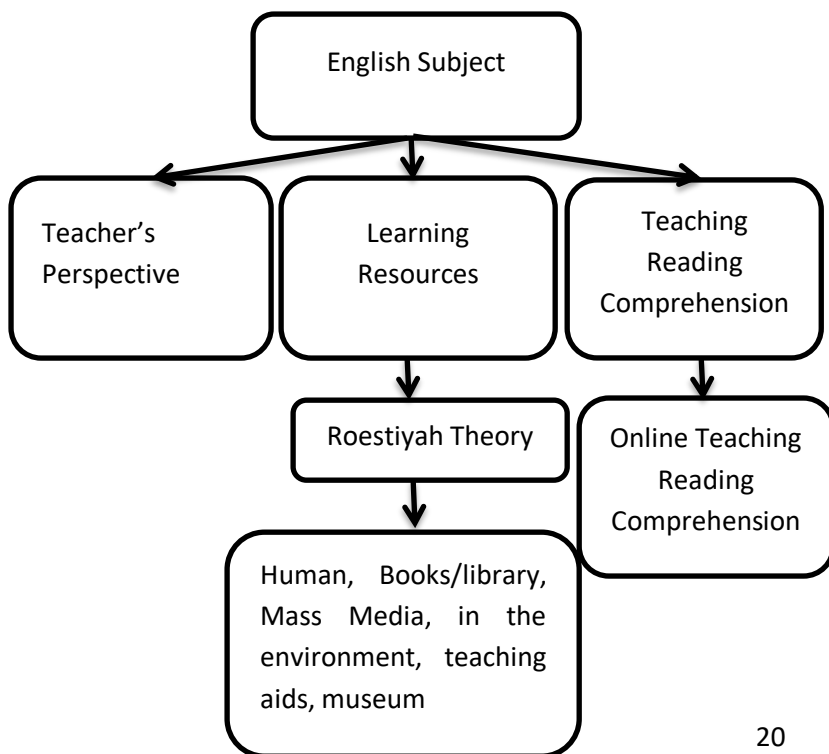 English Subject
Teacher’s
Perspective
Learning
Resources
Teaching
Reading
Comprehension
Roestiyah Theory
Online Teaching
Reading
Comprehension
Human, Books/library,
Mass Media, in the
environment, teaching
aids, museum
20